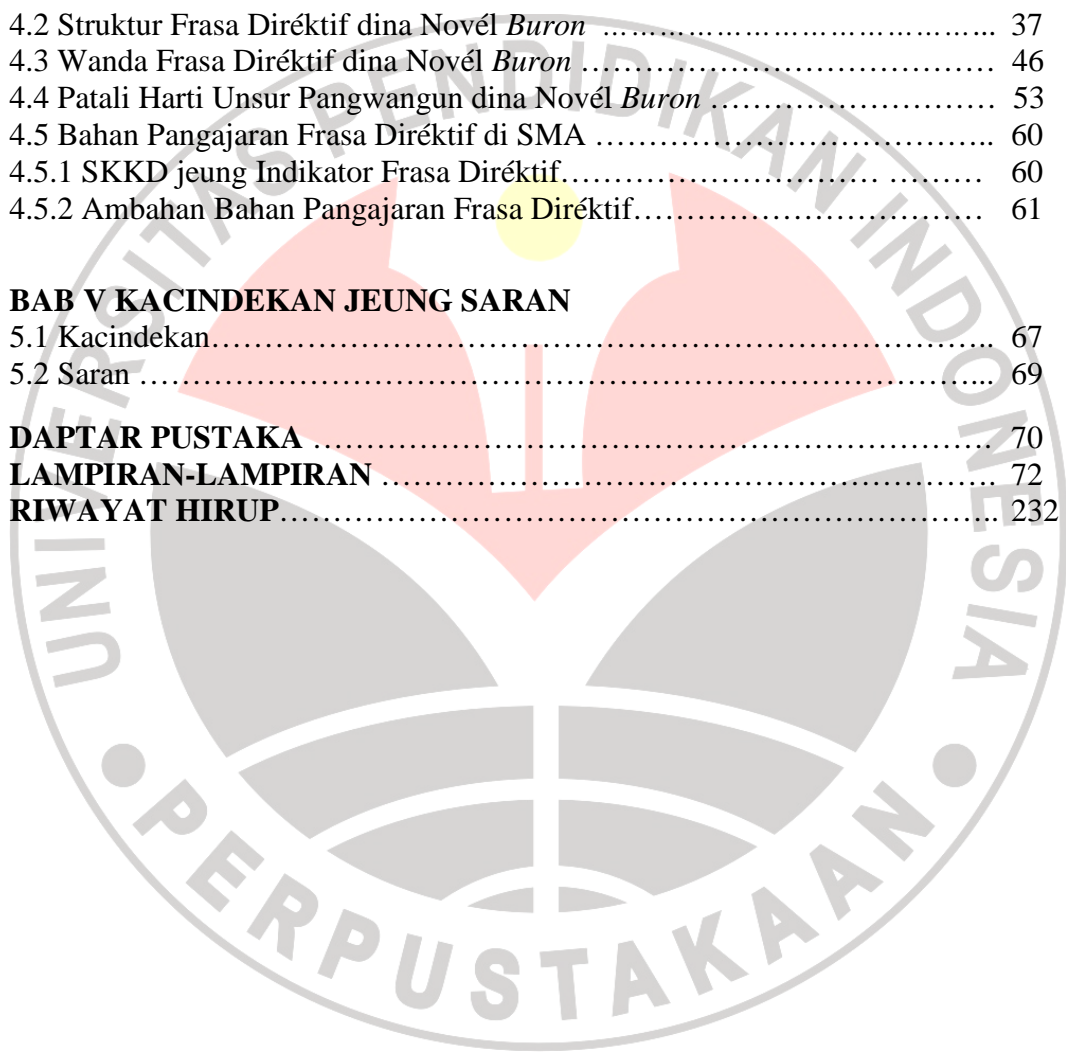 4.2 Struktur Frasa Diréktif dina Novél Buron ………………………………….. 37
4.3 Wanda Frasa Diréktif dina Novél Buron…………………………………… 46
4.4 Patali Harti Unsur Pangwangun dina Novél Buron ……………………… 53
4.5 Bahan Pangajaran Frasa Diréktif di SMA ……………………………….. 60
4.5.1 SKKD jeung Indikator Frasa Diréktif………………………… ……… 60
4.5.2 Ambahan Bahan Pangajaran Frasa Diréktif……………………………… 61
BAB V KACINDEKAN JEUNG SARAN
5.1 Kacindekan………………………………………………………………….. 67
5.2 Saran ………………………………………………………………………... 69
DAPTAR PUSTAKA ……………………………………………………………. 70
LAMPIRAN-LAMPIRAN ………………………………………………………. 72
RIWAYAT HIRUP……………………………………………………………….. 232
UNIVERSITAS PENDIDIKAN INDONESIA
PERPUSTAKAAN